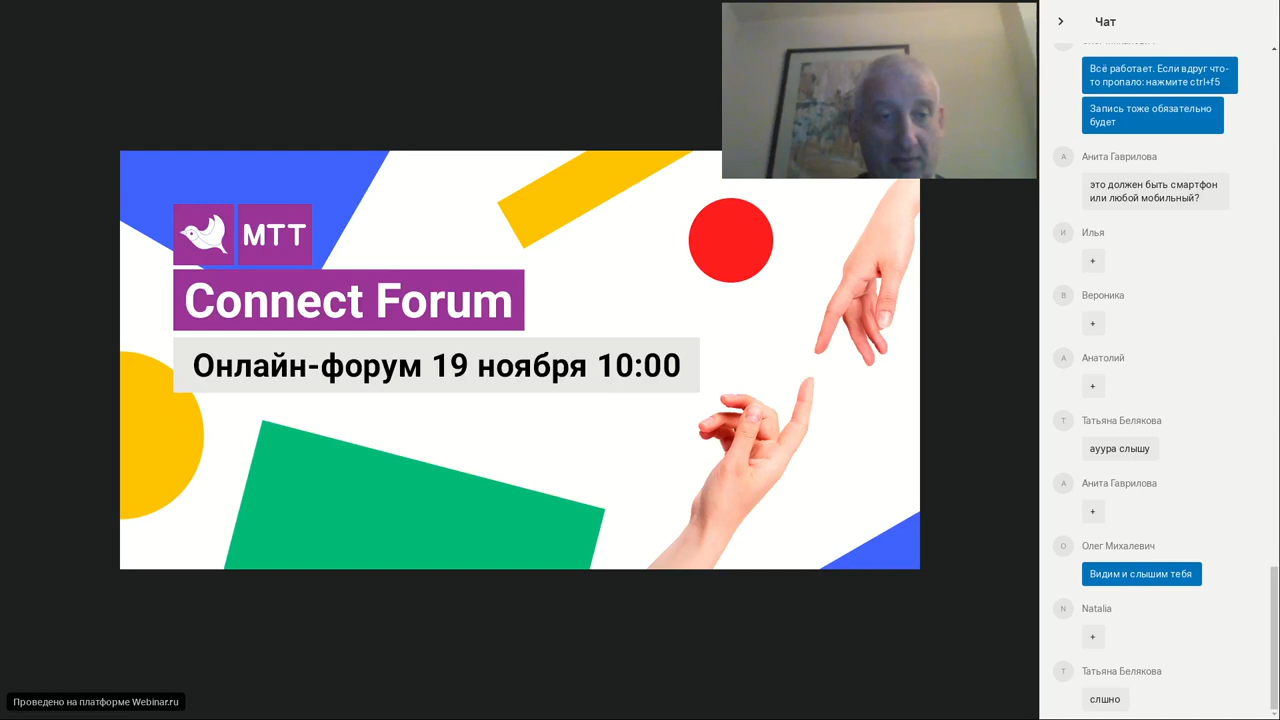 МТТ
Connect Forum
Онлайн-форум 19 ноября 10:00
Проведено на платформе Webinar.ru
Чат
Всё работает. Если вдруг что-
то пропало: нажмите ctrl+f5
Запись тоже обязательно
будет
А
Анита Гаврилова
это должен быть смартфон
или любой мобильный?
И
Илья
+
В
Вероника
+
А
Анатолий
+
Т
Татьяна Белякова
ауура слышу
А
Анита Гаврилова
+
О
Олег Михалевич
Видим и слышим тебя
N
Natalia
+
Т
Татьяна Белякова
слшно